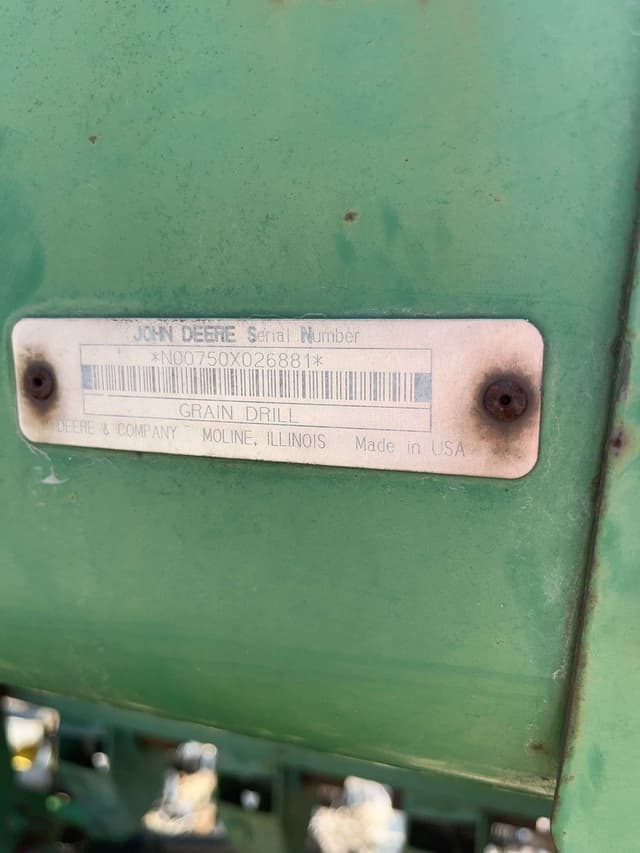 JOHN DEERE Serial Number
*N00750X026881*
GRAIN DRILL
DEERE & COMPANY MOLINE, ILLINOIS Made in USA